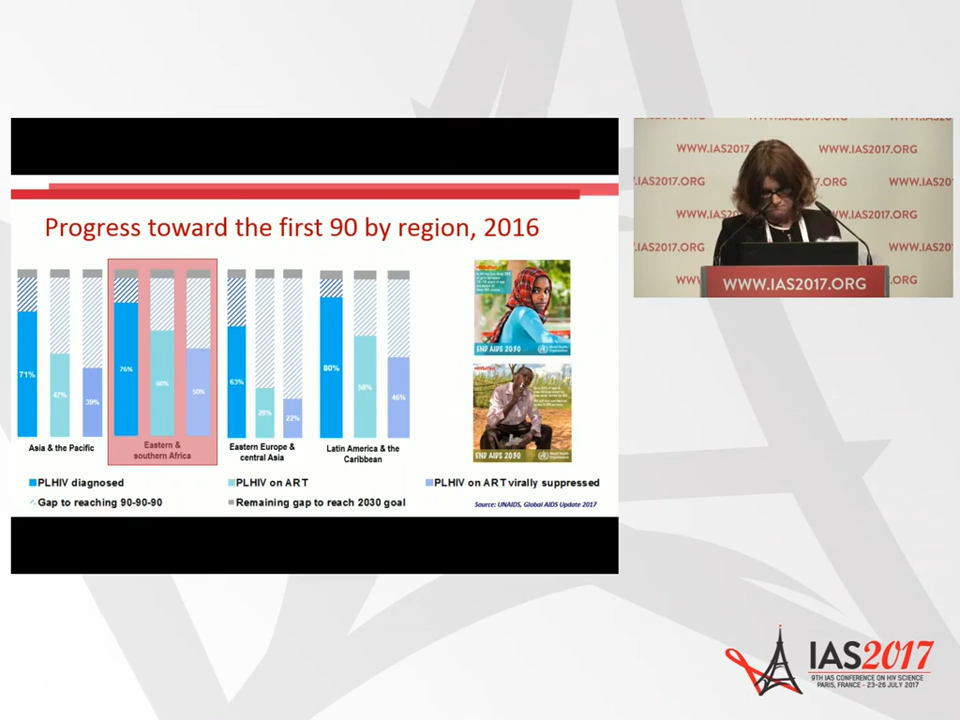 Progress toward the first 90 by region, 2016
71%
47%
39%
76%
60%
50%
63%
28%
22%
80%
58%
46%
Asia & the Pacific
Eastern &
southern Africa
Eastern Europe &
central Asia
Latin America & the
Caribbean
PLHIV diagnosed
PLHIV on ART
PLHIV on ART virally suppressed
Gap to reaching 90-90-90
Remaining gap to reach 2030 goal
Source: UNAIDS, Global AIDS Update 2017
END AIDS 2030
END AIDS 2030
WWW.IAS2017.ORG
WWW.IAS2017.ORG
WWW.IAS2017.ORG
IAS2017
9TH IAS CONFERENCE ON HIV SCIENCE
PARIS, FRANCE - 23-26 JULY 2017